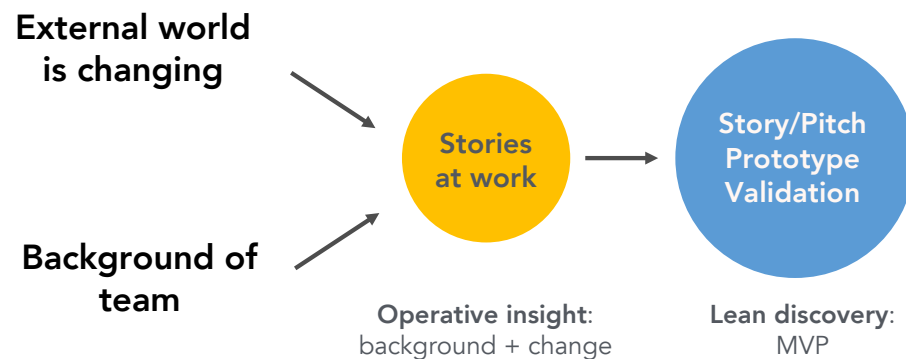 External world
is changing
Stories
at work
Story/Pitch
Prototype
Validation
Background of
team
Operative insight:
background + change
Lean discovery:
MVP